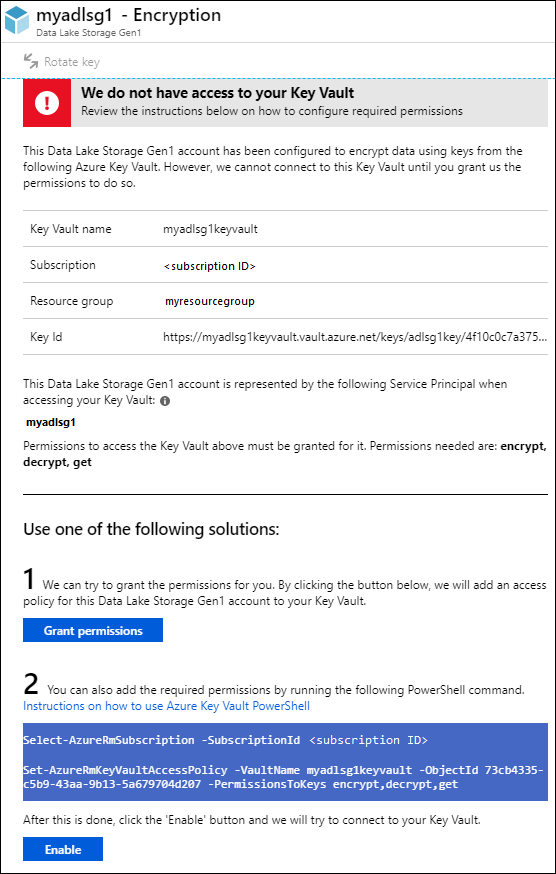 myadlsg1 - Encryption
Data Lake Storage Gen1
Rotate key
We do not have access to your Key Vault
Review the instructions below on how to configure required permissions
This Data Lake Storage Gen1 account has been configured to encrypt data using keys from the
following Azure Key Vault. However, we cannot connect to this Key Vault until you grant us the
permissions to do so.
Key Vault name myadlsg1keyvault
Subscription <subscription ID>
Resource group myresourcegroup
Key Id https://myadlsg1keyvault.vault.azure.net/keys/adlsg1key/4f10c0c7a375...
This Data Lake Storage Gen1 account is represented by the following Service Principal when
accessing your Key Vault:
myadlsg1
Permissions to access the Key Vault above must be granted for it. Permissions needed are: encrypt,
decrypt, get
Use one of the following solutions:
1 We can try to grant the permissions for you. By clicking the button below, we will add an access
policy for this Data Lake Storage Gen1 account to your Key Vault.
Grant permissions
2 You can also add the required permissions by running the following PowerShell command.
Instructions on how to use Azure Key Vault PowerShell
Select-AzureRmSubscription -SubscriptionId <subscription ID>
Set-AzureRmKeyVaultAccessPolicy -VaultName myadlsg1keyvault -ObjectId 73cb4335-
c5b9-43aa-9b13-5a679704d207 -PermissionsToKeys encrypt,decrypt,get
After this is done, click the 'Enable' button and we will try to connect to your Key Vault.
Enable